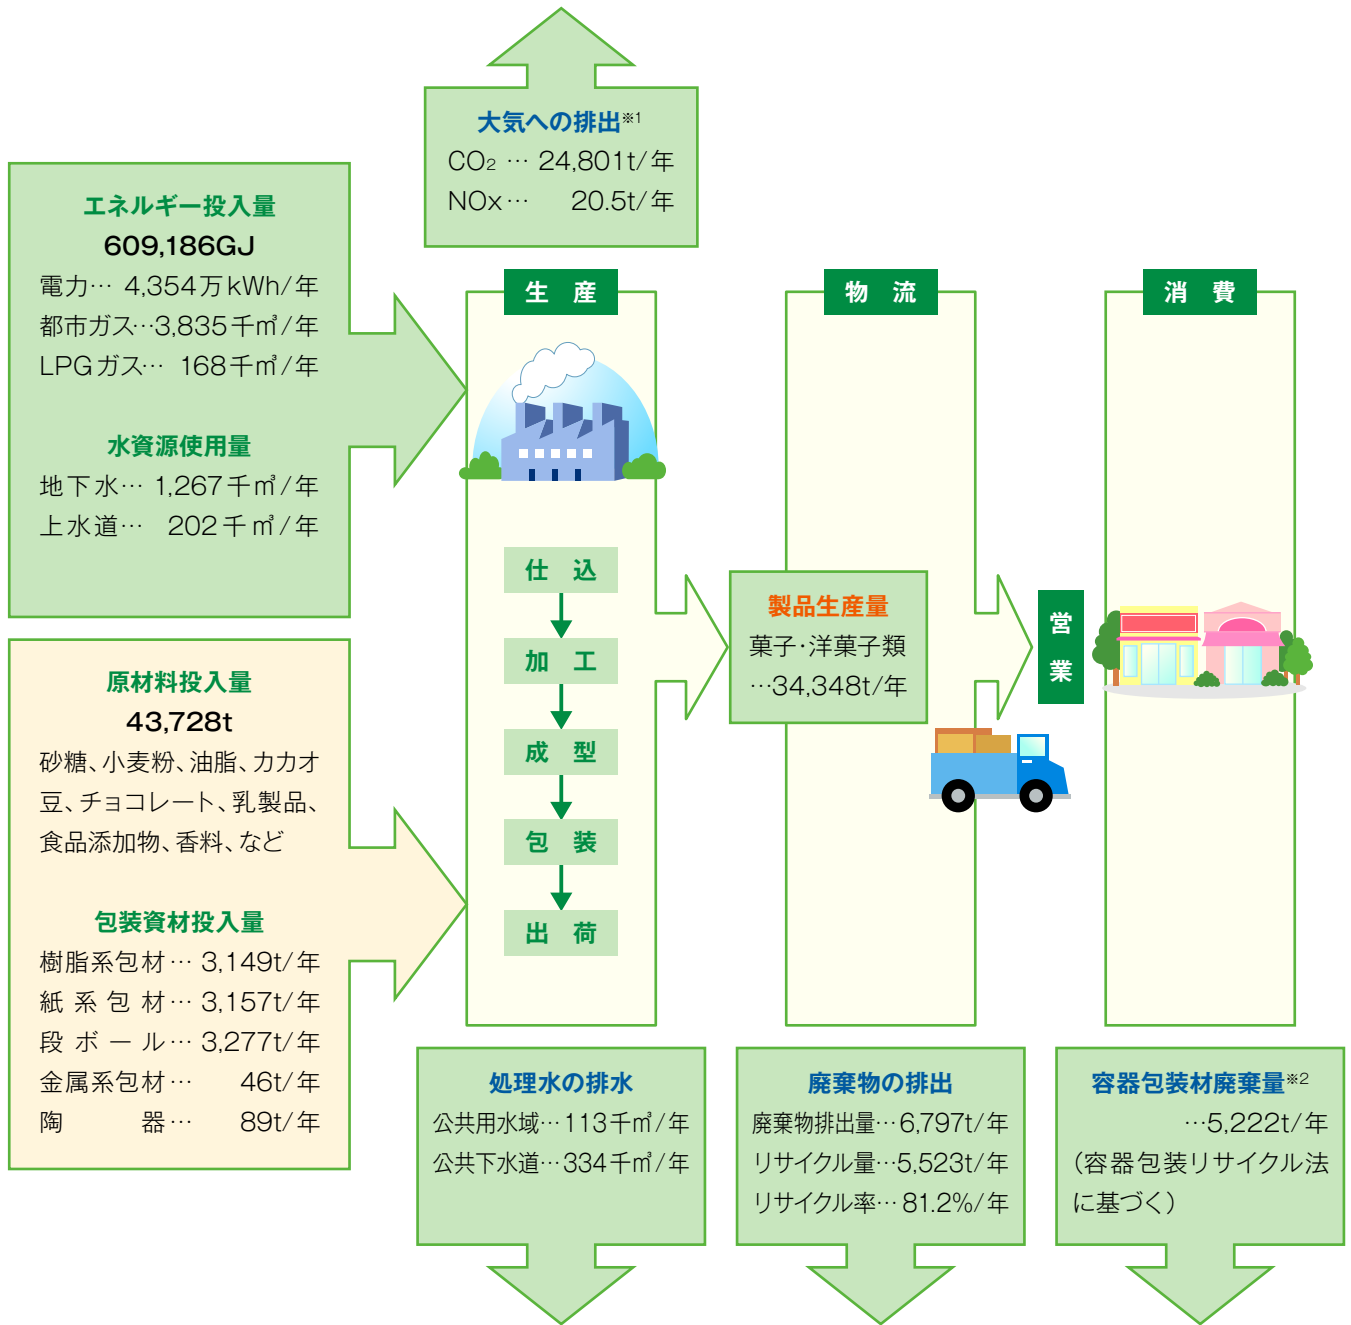 大気への排出※1
CO2 … 24,801t/年
NOx… 20.5t/年
エネルギー投入量
609,186GJ
電力… 4,354万kWh/年
都市ガス…3,835千㎥/年
LPGガス… 168千㎥/年
水資源使用量
地下水… 1,267千㎥/年
上水道… 202千㎥/年
原材料投入量
43,728t
砂糖、小麦粉、油脂、カカオ
豆、チョコレート、乳製品、
食品添加物、香料、など
包装資材投入量
樹脂系包材… 3,149t/年
紙系包材… 3,157t/年
段ボール… 3,277t/年
金属系包材… 46t/年
陶器… 89t/年
生産
仕込
加工
成型
包装
出荷
物流
製品生産量
菓子・洋菓子類
…34,348t/年
営業
消費
処理水の排水
公共用水域…113千㎥/年
公共下水道…334千㎥/年
廃棄物の排出
廃棄物排出量…6,797t/年
リサイクル量…5,523t/年
リサイクル率…81.2%/年
容器包装材廃棄量※2
…5,222t/年
（容器包装リサイクル法
に基づく）